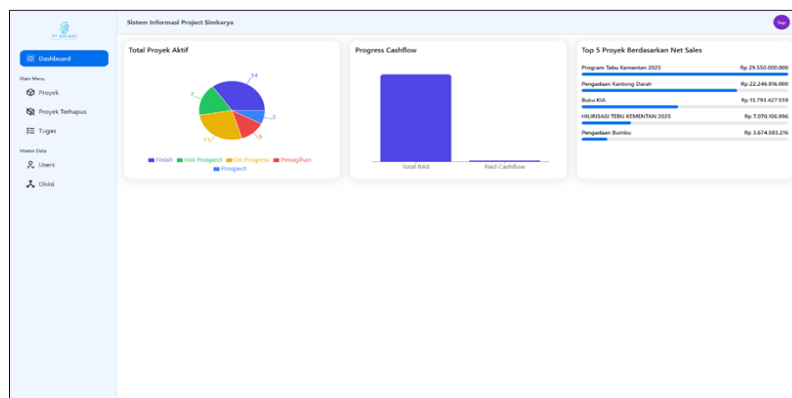 Sistem Informasi Project Simkarya
Sup
Dashboard
Main Menu
Proyek
Proyek Terhapus
Tugas
Master Data
Users
Divisi
Total Proyek Aktif
14
7
3
11
5
Finish Hot Prospect On Progress Penagihan
Prospect
Progress Cashflow
Total RAB Paid Cashflow
Top 5 Proyek Berdasarkan Net Sales
Program Tebu Kementan 2025 Rp 29.550.000.000
Pengadaan Kantong Darah Rp 22.246.816.000
Buku KIA Rp 13.793.427.559
HILIRISASI TEBU KEMENTAN 2025 Rp 7.070.106.996
Pengadaan Bumbu Rp 3.674.583.216